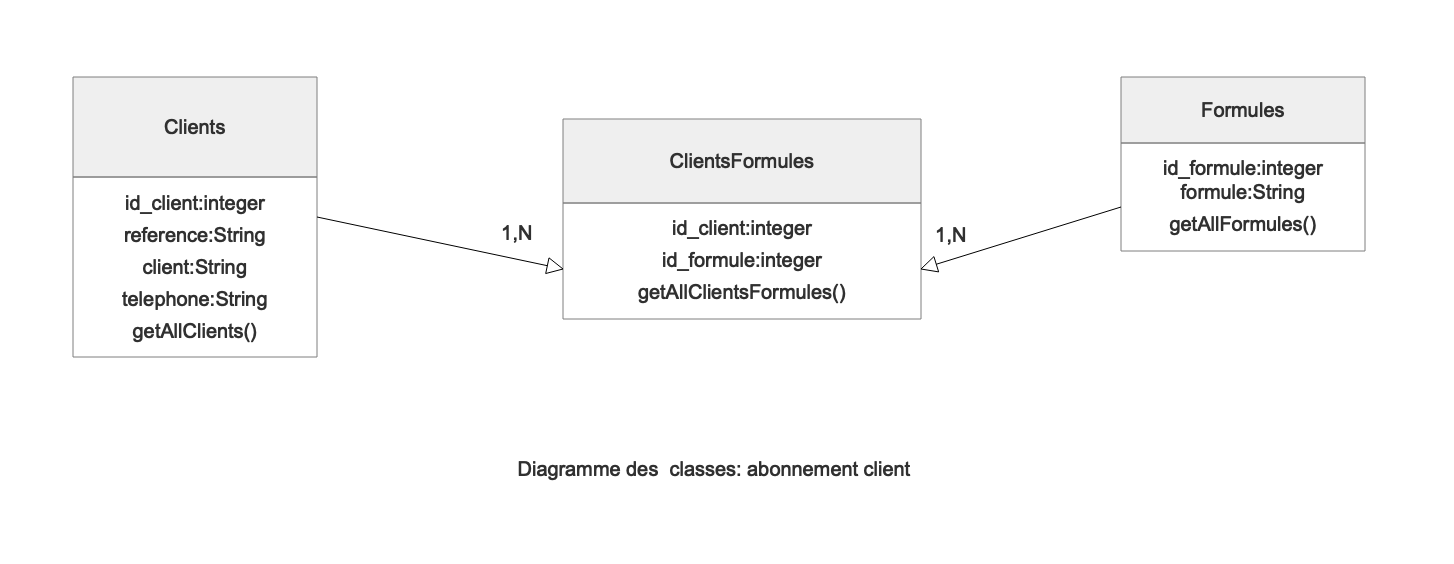 Clients
id_client:integer
reference:String
client:String
telephone:String
getAllClients()
1,N
ClientsFormules
id_client:integer
id_formule:integer
getAllClientsFormules()
1,N
Formules
id_formule:integer
formule:String
getAllFormules()
Diagramme des  classes: abonnement client